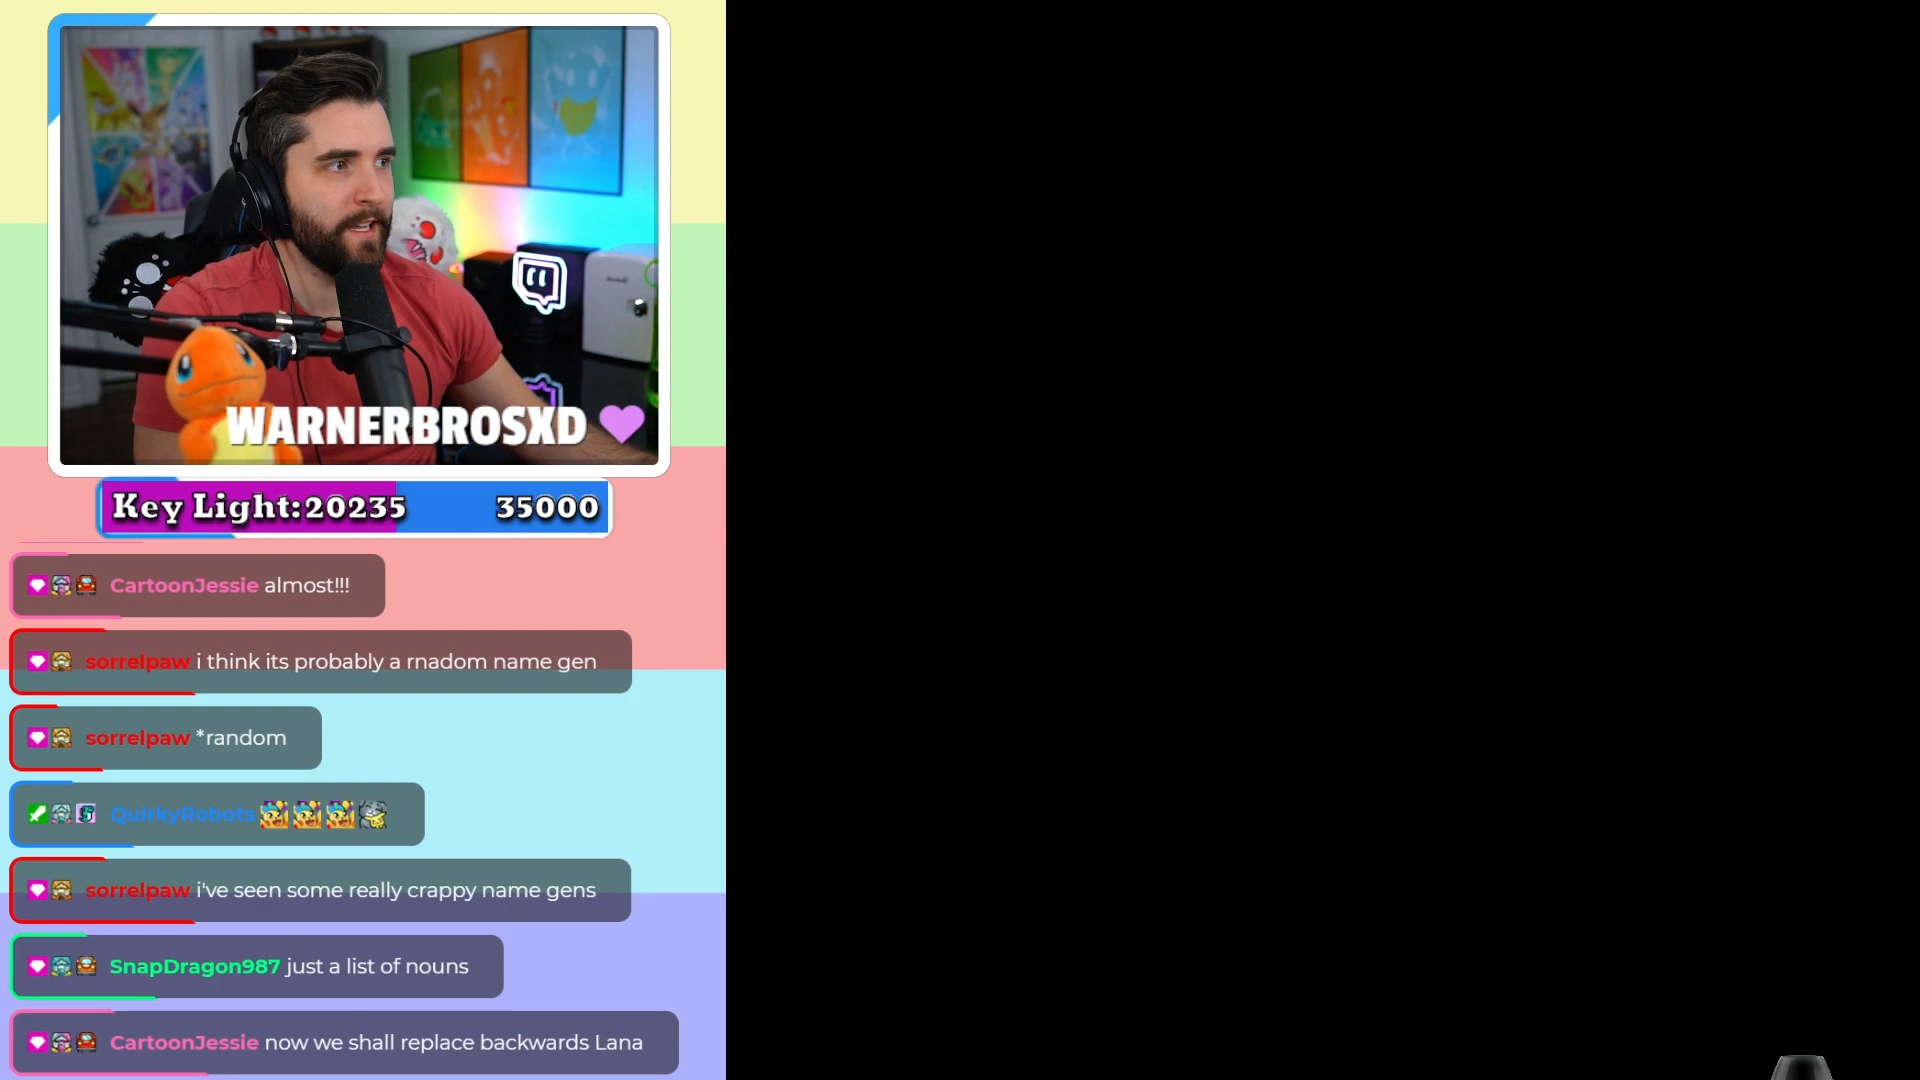 WARNERBROSXD
Key Light:20235 35000
CartoonJessie almost!!!
sorrelpaw i think its probably a rnadom name gen
sorrelpaw *random
QuirkyRobots
sorrelpaw i've seen some really crappy name gens
SnapDragon987 just a list of nouns
CartoonJessie now we shall replace backwards Lana